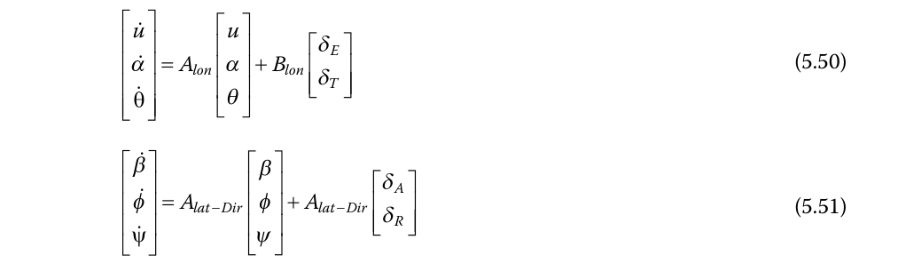 [u̇ α̇ θ̇] = A_lon [u α θ] + B_lon [δ_E δ_T] (5.50)
[β̇ ϕ̇ ψ̇] = A_lat–Dir [β ϕ ψ] + A_lat–Dir [δ_A δ_R] (5.51)